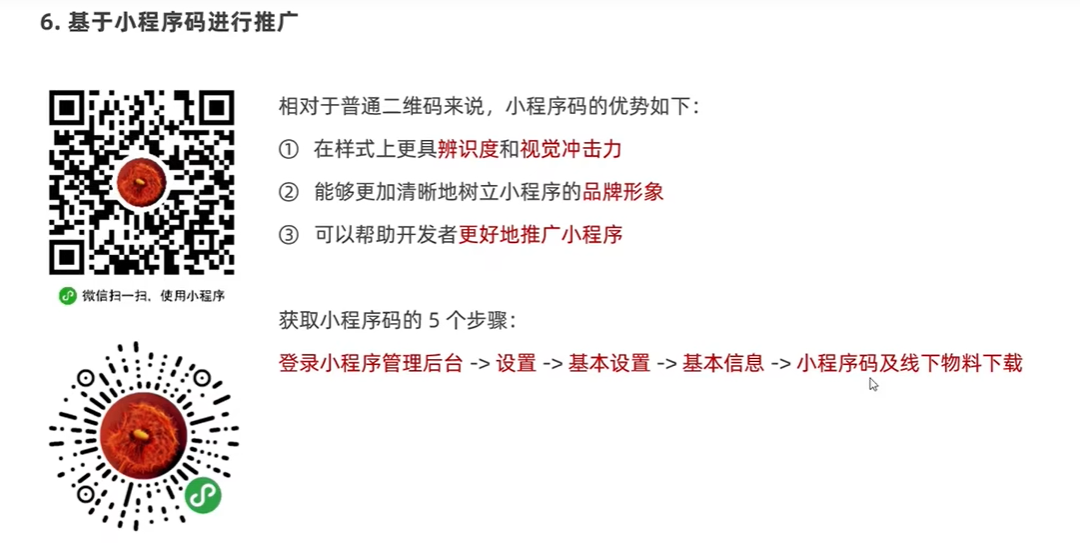 6. 基于小程序码进行推广
相对于普通二维码来说，小程序码的优势如下：
① 在样式上更具辨识度和视觉冲击力
② 能够更加清晰地树立小程序的品牌形象
③ 可以帮助开发者更好地推广小程序
微信扫一扫，使用小程序
获取小程序码的 5 个步骤：
登录小程序管理后台 -> 设置 -> 基本设置 -> 基本信息 -> 小程序码及线下物料下载